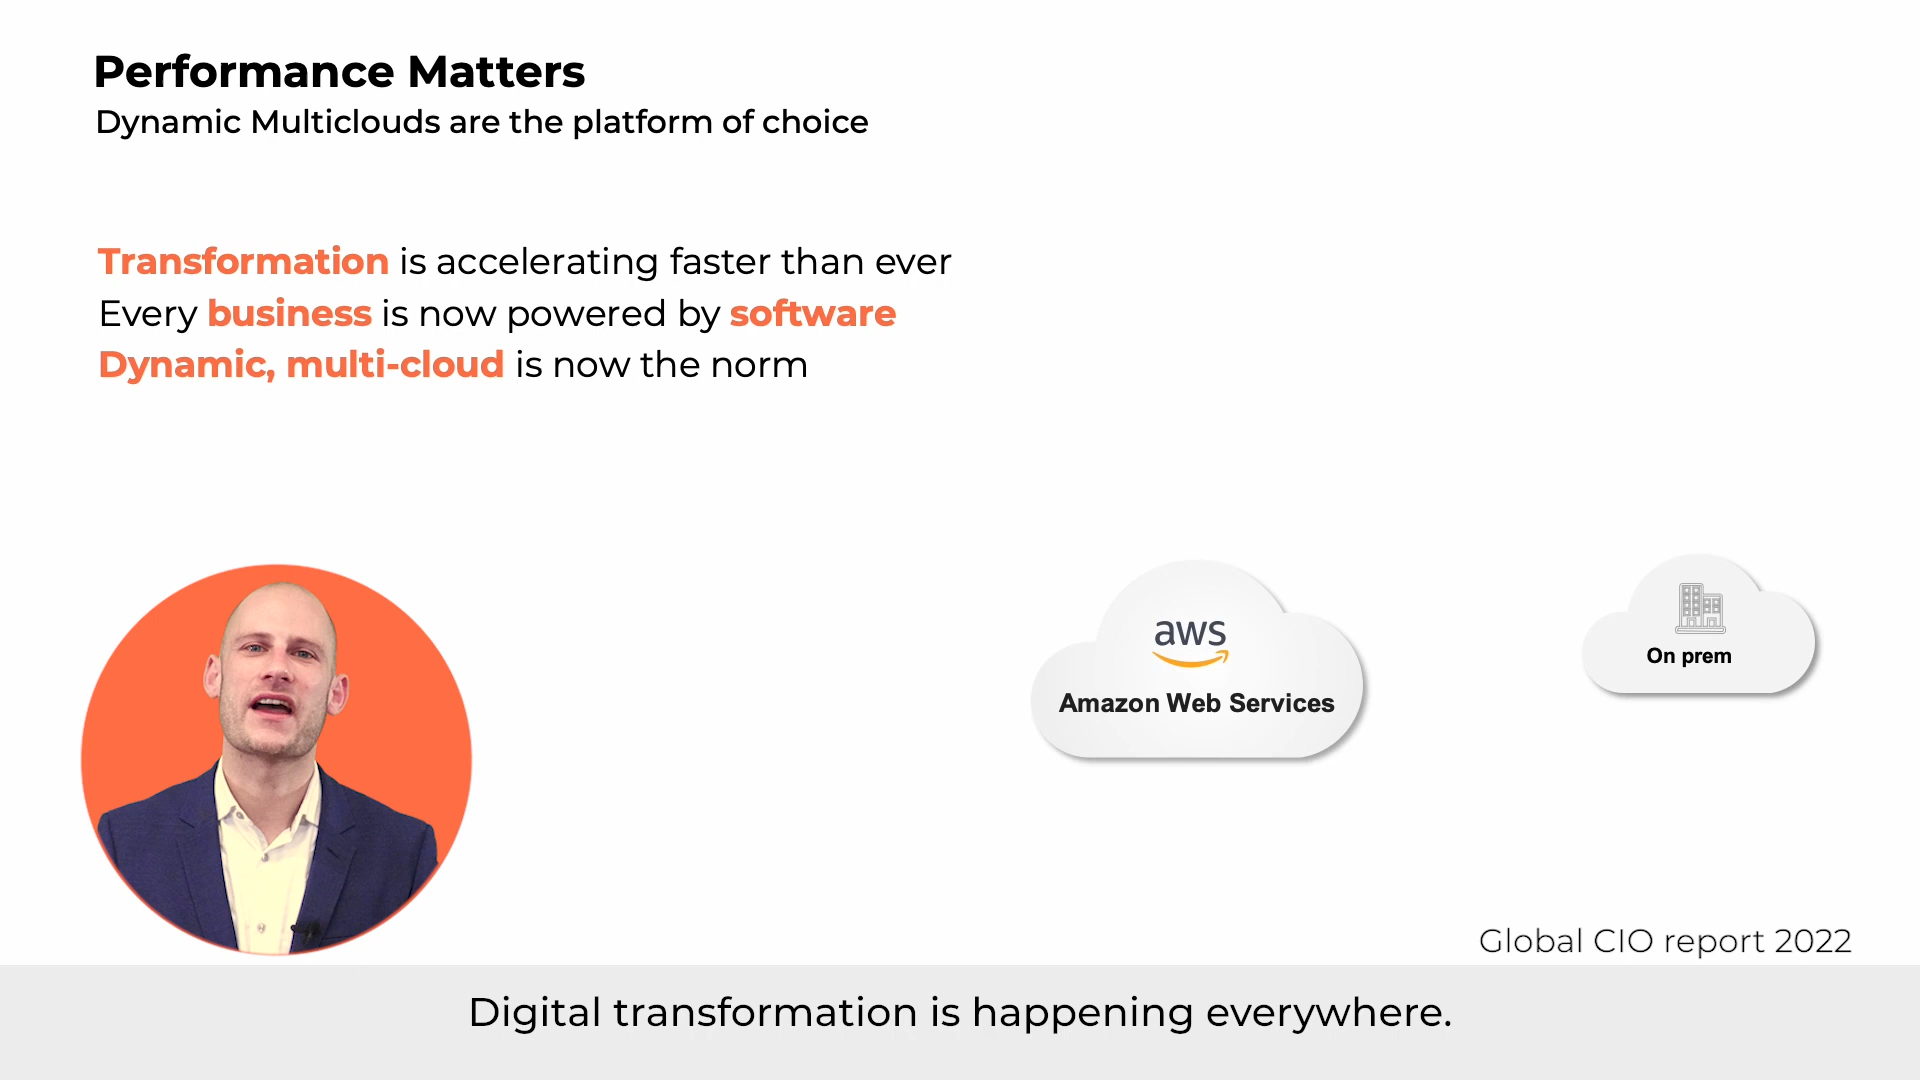 Performance Matters
Dynamic Multiclouds are the platform of choice
Transformation is accelerating faster than ever
Every business is now powered by software
Dynamic, multi-cloud is now the norm
aws
Amazon Web Services
On prem
Global CIO report 2022
Digital transformation is happening everywhere.